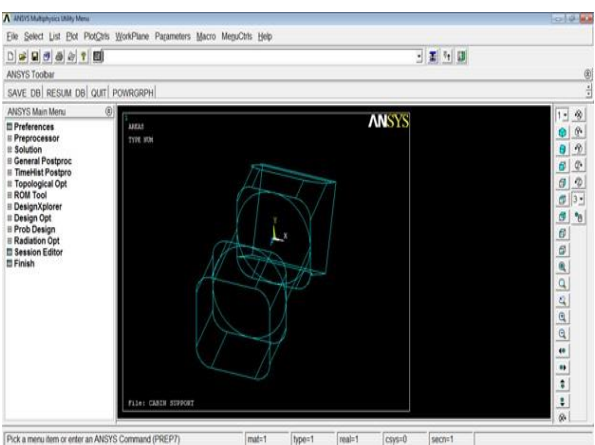 ANSYS Multiphysics Utility Menu
File Select List Plot PlotCtrls WorkPlane Parameters Macro MenuCtrls Help
ANSYS Toolbar
SAVE_DB RESUM_DB QUIT POWRGRPH
ANSYS Main Menu
Preferences
Preprocessor
Solution
General Postproc
TimeHist Postpro
Topological Opt
ROM Tool
DesignXplorer
Design Opt
Prob Design
Radiation Opt
Session Editor
Finish
1
AREAS
TYPE NUM
ANSYS
Y
X
File: CABIN SUPPORT
1
3
Pick a menu item or enter an ANSYS Command (PREP7)
mat=1
type=1
real=1
csys=0
secn=1